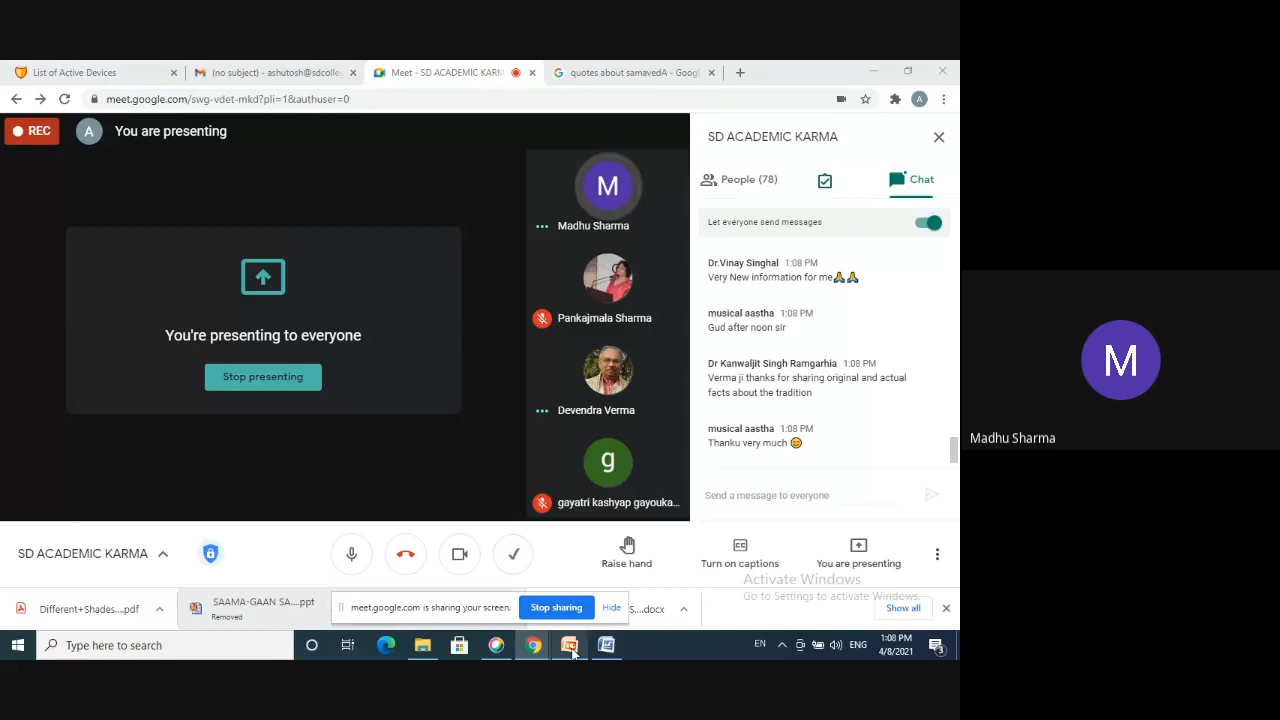 List of Active Devices
(no subject) - ashutosh@sdcolle
Meet - SD ACADEMIC KARM
quotes about samavedA - Googl
meet.google.com/swg-vdet-mkd?pli=1&authuser=0
A
REC
A
You are presenting
You're presenting to everyone
Stop presenting
M
Madhu Sharma
Pankajmala Sharma
Devendra Verma
g
gayatri kashyap gayouka...
SD ACADEMIC KARMA
People (78)
Chat
Let everyone send messages
Dr.Vinay Singhal 1:08 PM
Very New information for me🙏🙏
musical aastha 1:08 PM
Gud after noon sir
Dr Kanwaljit Singh Ramgarhia 1:08 PM
Verma ji thanks for sharing original and actual
facts about the tradition
musical aastha 1:08 PM
Thanku very much 😊
Send a message to everyone
SD ACADEMIC KARMA
Raise hand
Turn on captions
You are presenting
Activate Windows
Go to Settings to activate Windows.
Different+Shades....pdf
SAAMA-GAAN SA....ppt
Removed
meet.google.com is sharing your screen.
Stop sharing
Hide
S....docx
Show all
Type here to search
EN
ENG
1:08 PM
4/8/2021
3
M
Madhu Sharma